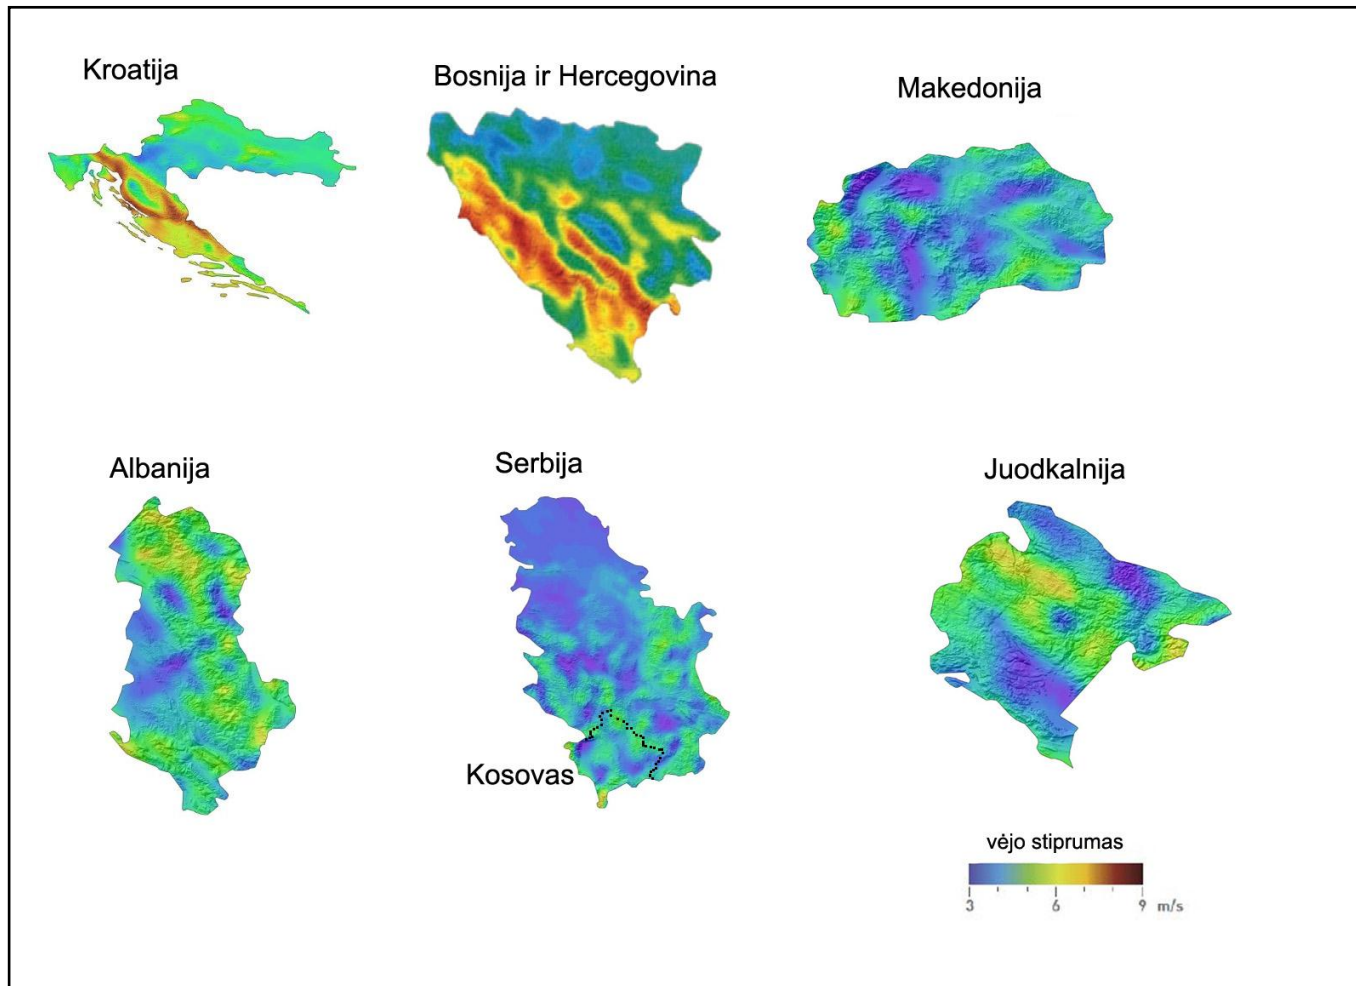 Kroatija
Bosnija ir Hercegovina
Makedonija
Albanija
Serbija
Juodkalnija
Kosovas
vėjo stiprumas
3 6 9 m/s